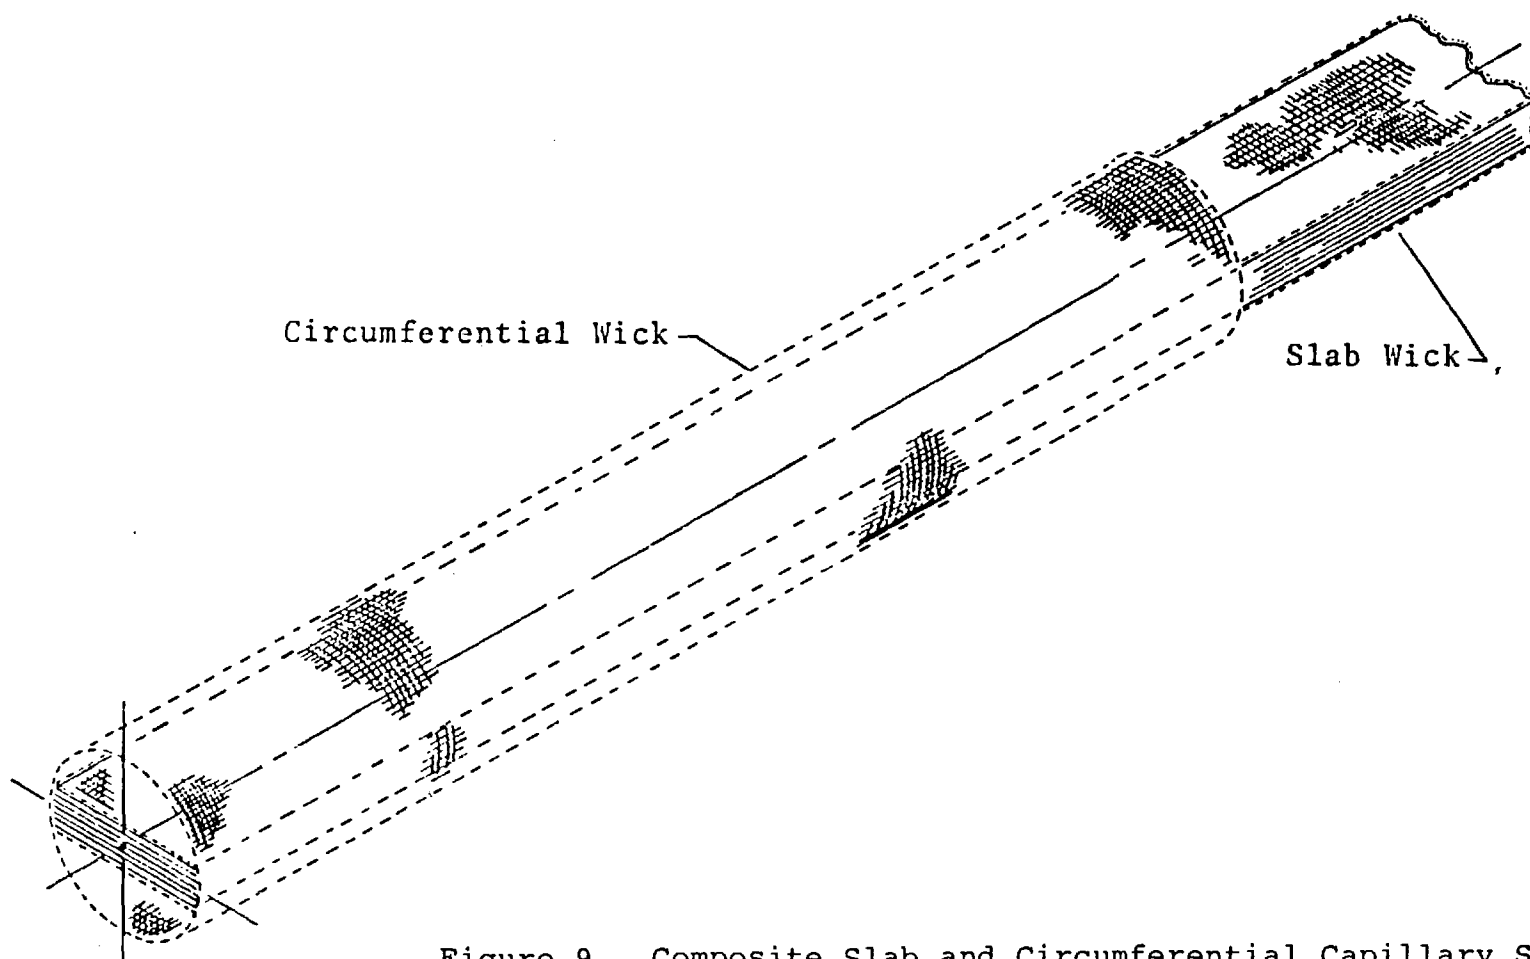 Circumferential Wick
Slab Wick
Figure 9. Composite Slab and Circumferential Capillary S